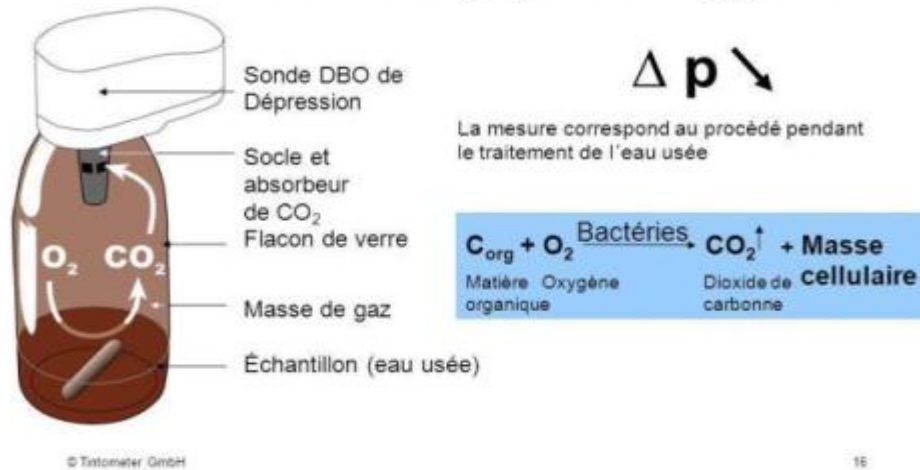 Sonde DBO de
Dépression
Socle et
absorbeur
de CO₂
Flacon de verre
O₂ CO₂
Masse de gaz
Échantillon (eau usée)
Δ p ↘
La mesure correspond au procèdé pendant
le traitement de l'eau usée
C_org + O₂ Bactéries → CO₂↑ + Masse
cellulaire
Matière Oxygène
organique
Dioxide de
carbonne
© Tintometer GmbH
16